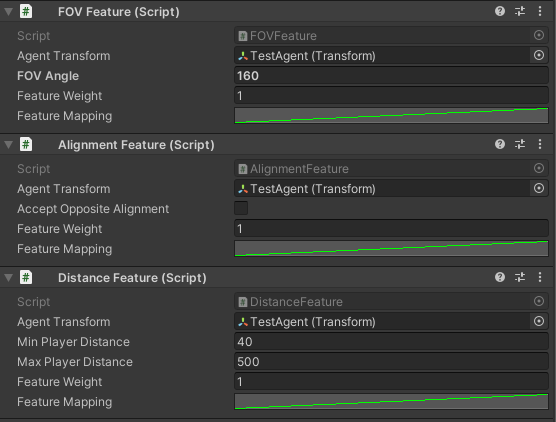 FOV Feature (Script)
Script FOVFeature
Agent Transform TestAgent (Transform)
FOV Angle 160
Feature Weight 1
Feature Mapping
Alignment Feature (Script)
Script AlignmentFeature
Agent Transform TestAgent (Transform)
Accept Opposite Alignment
Feature Weight 1
Feature Mapping
Distance Feature (Script)
Script DistanceFeature
Agent Transform TestAgent (Transform)
Min Player Distance 40
Max Player Distance 500
Feature Weight 1
Feature Mapping